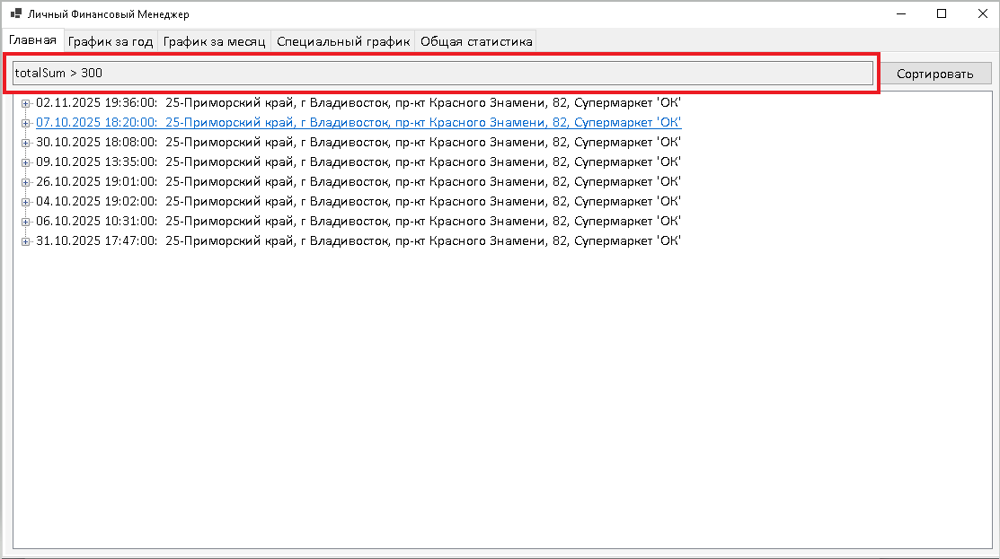 Личный Финансовый Менеджер
Главная График за год График за месяц Специальный график Общая статистика
totalSum > 300 Сортировать
02.11.2025 19:36:00: 25-Приморский край, г Владивосток, пр-кт Красного Знамени, 82, Супермаркет 'ОК'
07.10.2025 18:20:00: 25-Приморский край, г Владивосток, пр-кт Красного Знамени, 82, Супермаркет 'ОК'
30.10.2025 18:08:00: 25-Приморский край, г Владивосток, пр-кт Красного Знамени, 82, Супермаркет 'ОК'
09.10.2025 13:35:00: 25-Приморский край, г Владивосток, пр-кт Красного Знамени, 82, Супермаркет 'ОК'
26.10.2025 19:01:00: 25-Приморский край, г Владивосток, пр-кт Красного Знамени, 82, Супермаркет 'ОК'
04.10.2025 19:02:00: 25-Приморский край, г Владивосток, пр-кт Красного Знамени, 82, Супермаркет 'ОК'
06.10.2025 10:31:00: 25-Приморский край, г Владивосток, пр-кт Красного Знамени, 82, Супермаркет 'ОК'
31.10.2025 17:47:00: 25-Приморский край, г Владивосток, пр-кт Красного Знамени, 82, Супермаркет 'ОК'